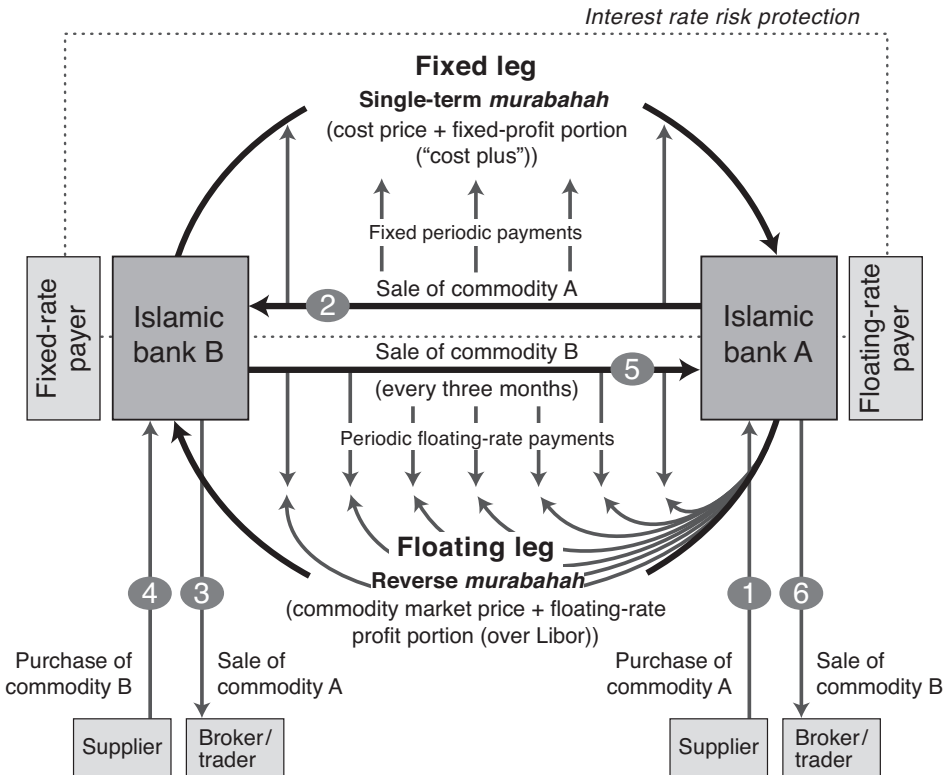 Interest rate risk protection
Fixed leg
Single-term murabahah
(cost price + fixed-profit portion
(“cost plus”))
Fixed periodic payments
Sale of commodity A
2
Fixed-rate
payer
Islamic
bank B
Islamic
bank A
Floating-rate
payer
Sale of commodity B
5
(every three months)
Periodic floating-rate payments
Floating leg
Reverse murabahah
(commodity market price + floating-rate
profit portion (over Libor))
4
3
1
6
Purchase of
commodity B
Sale of
commodity A
Purchase of
commodity A
Sale of
commodity B
Supplier
Broker/
trader
Supplier
Broker/
trader